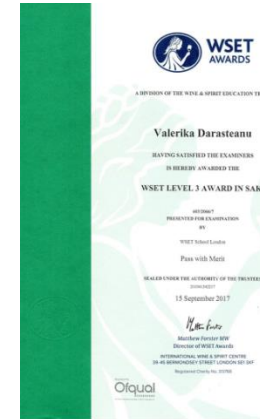 WSET
AWARDS
A DIVISION OF THE WINE & SPIRIT EDUCATION TR
Valerika Darasteanu
HAVING SATISFIED THE EXAMINERS
IS HEREBY AWARDED THE
WSET LEVEL 3 AWARD IN SAK
PRESENTED FOR EXAMINATION
BY
WSET School London
Pass with Merit
SEALED UNDER THE AUTHORITY OF THE TRUSTEES
15 September 2017
Matthew Forster MW
Director of WSET Awards
INTERNATIONAL WINE & SPIRIT CENTRE
39-45 BERMONDSEY STREET LONDON SE1 3XF
Registered Charity No.
Ofqual